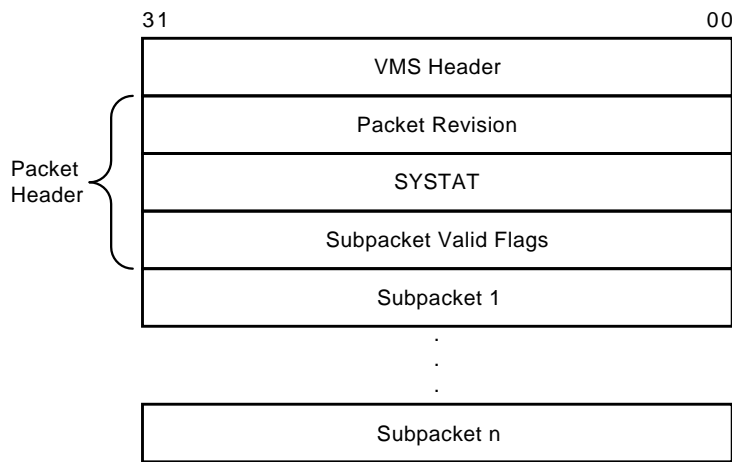 31 00
VMS Header
Packet Revision
Packet
Header
SYSTAT
Subpacket Valid Flags
Subpacket 1
.
.
.
Subpacket n